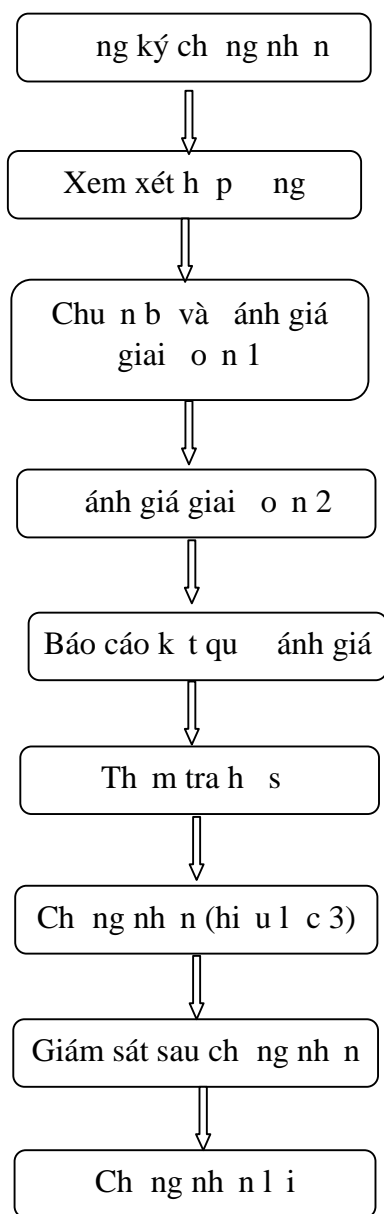 ng ký ch ng nh n
Xem xét h p ng
Chu n b và ánh giá
giai o n 1
ánh giá giai o n 2
Báo cáo k t qu ánh giá
Th m tra h s
Ch ng nh n (hi u l c 3)
Giám sát sau ch ng nh n
Ch ng nh n l i